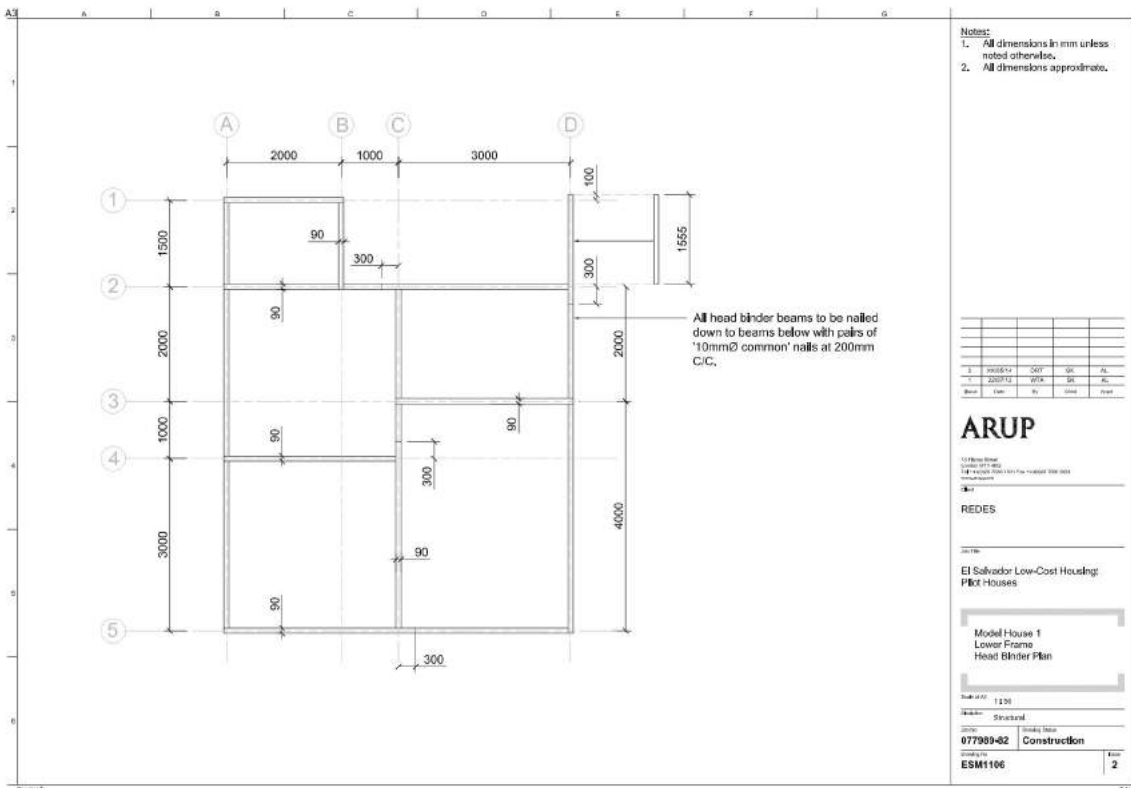 A3
A
B
C
D
E
F
G
Notes:
1. All dimensions in mm unless
noted otherwise.
2. All dimensions approximate.
A
B
C
D
2000
1000
3000
100
1
1500
90
300
1555
300
2
90
All head binder beams to be nailed
down to beams below with pairs of
'10mmØ common' nails at 200mm
C/C.
2000
2000
3
90
1000
90
4
300
3000
4000
90
90
5
300
ARUP
REDES
El Salvador Low-Cost Housing:
Pilot Houses
Model House 1
Lower Frame
Head Binder Plan
Structural
077989-82
Construction
ESM1106
2